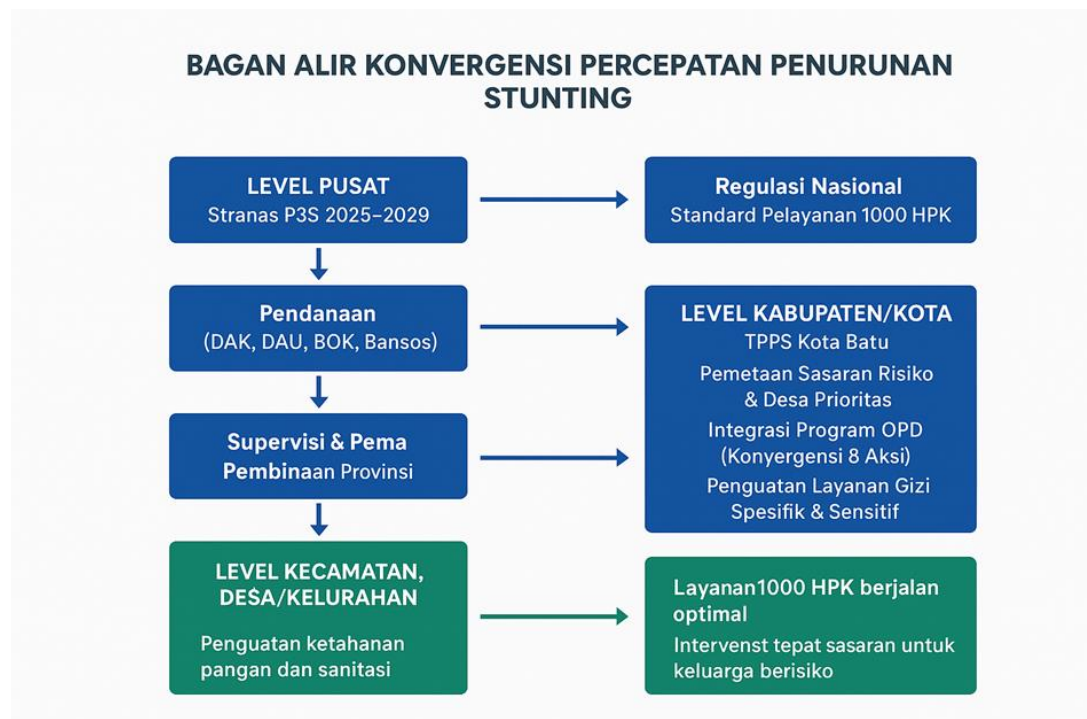 BAGAN ALIR KONVERGENSI PERCEPATAN PENURUNAN
STUNTING
LEVEL PUSAT
Stranas P3S 2025–2029
Regulasi Nasional
Standard Pelayanan 1000 HPK
Pendanaan
(DAK, DAU, BOK, Bansos)
LEVEL KABUPATEN/KOTA
TPPS Kota Batu
Pemetaan Sasaran Risiko
& Desa Prioritas
Integrasi Program OPD
(Konyergensi 8 Aksi)
Penguatan Layanan Gizi
Spesifik & Sensitif
Supervisi & Pema
Pembinaan Provinsi
LEVEL KECAMATAN,
DEŚA/KELURAHAN
Penguatan ketahanan
pangan dan sanitasi
Layanan1000 HPK berjalan
optimal
Intervenst tepat sasaran untuk
keluarga berisiko